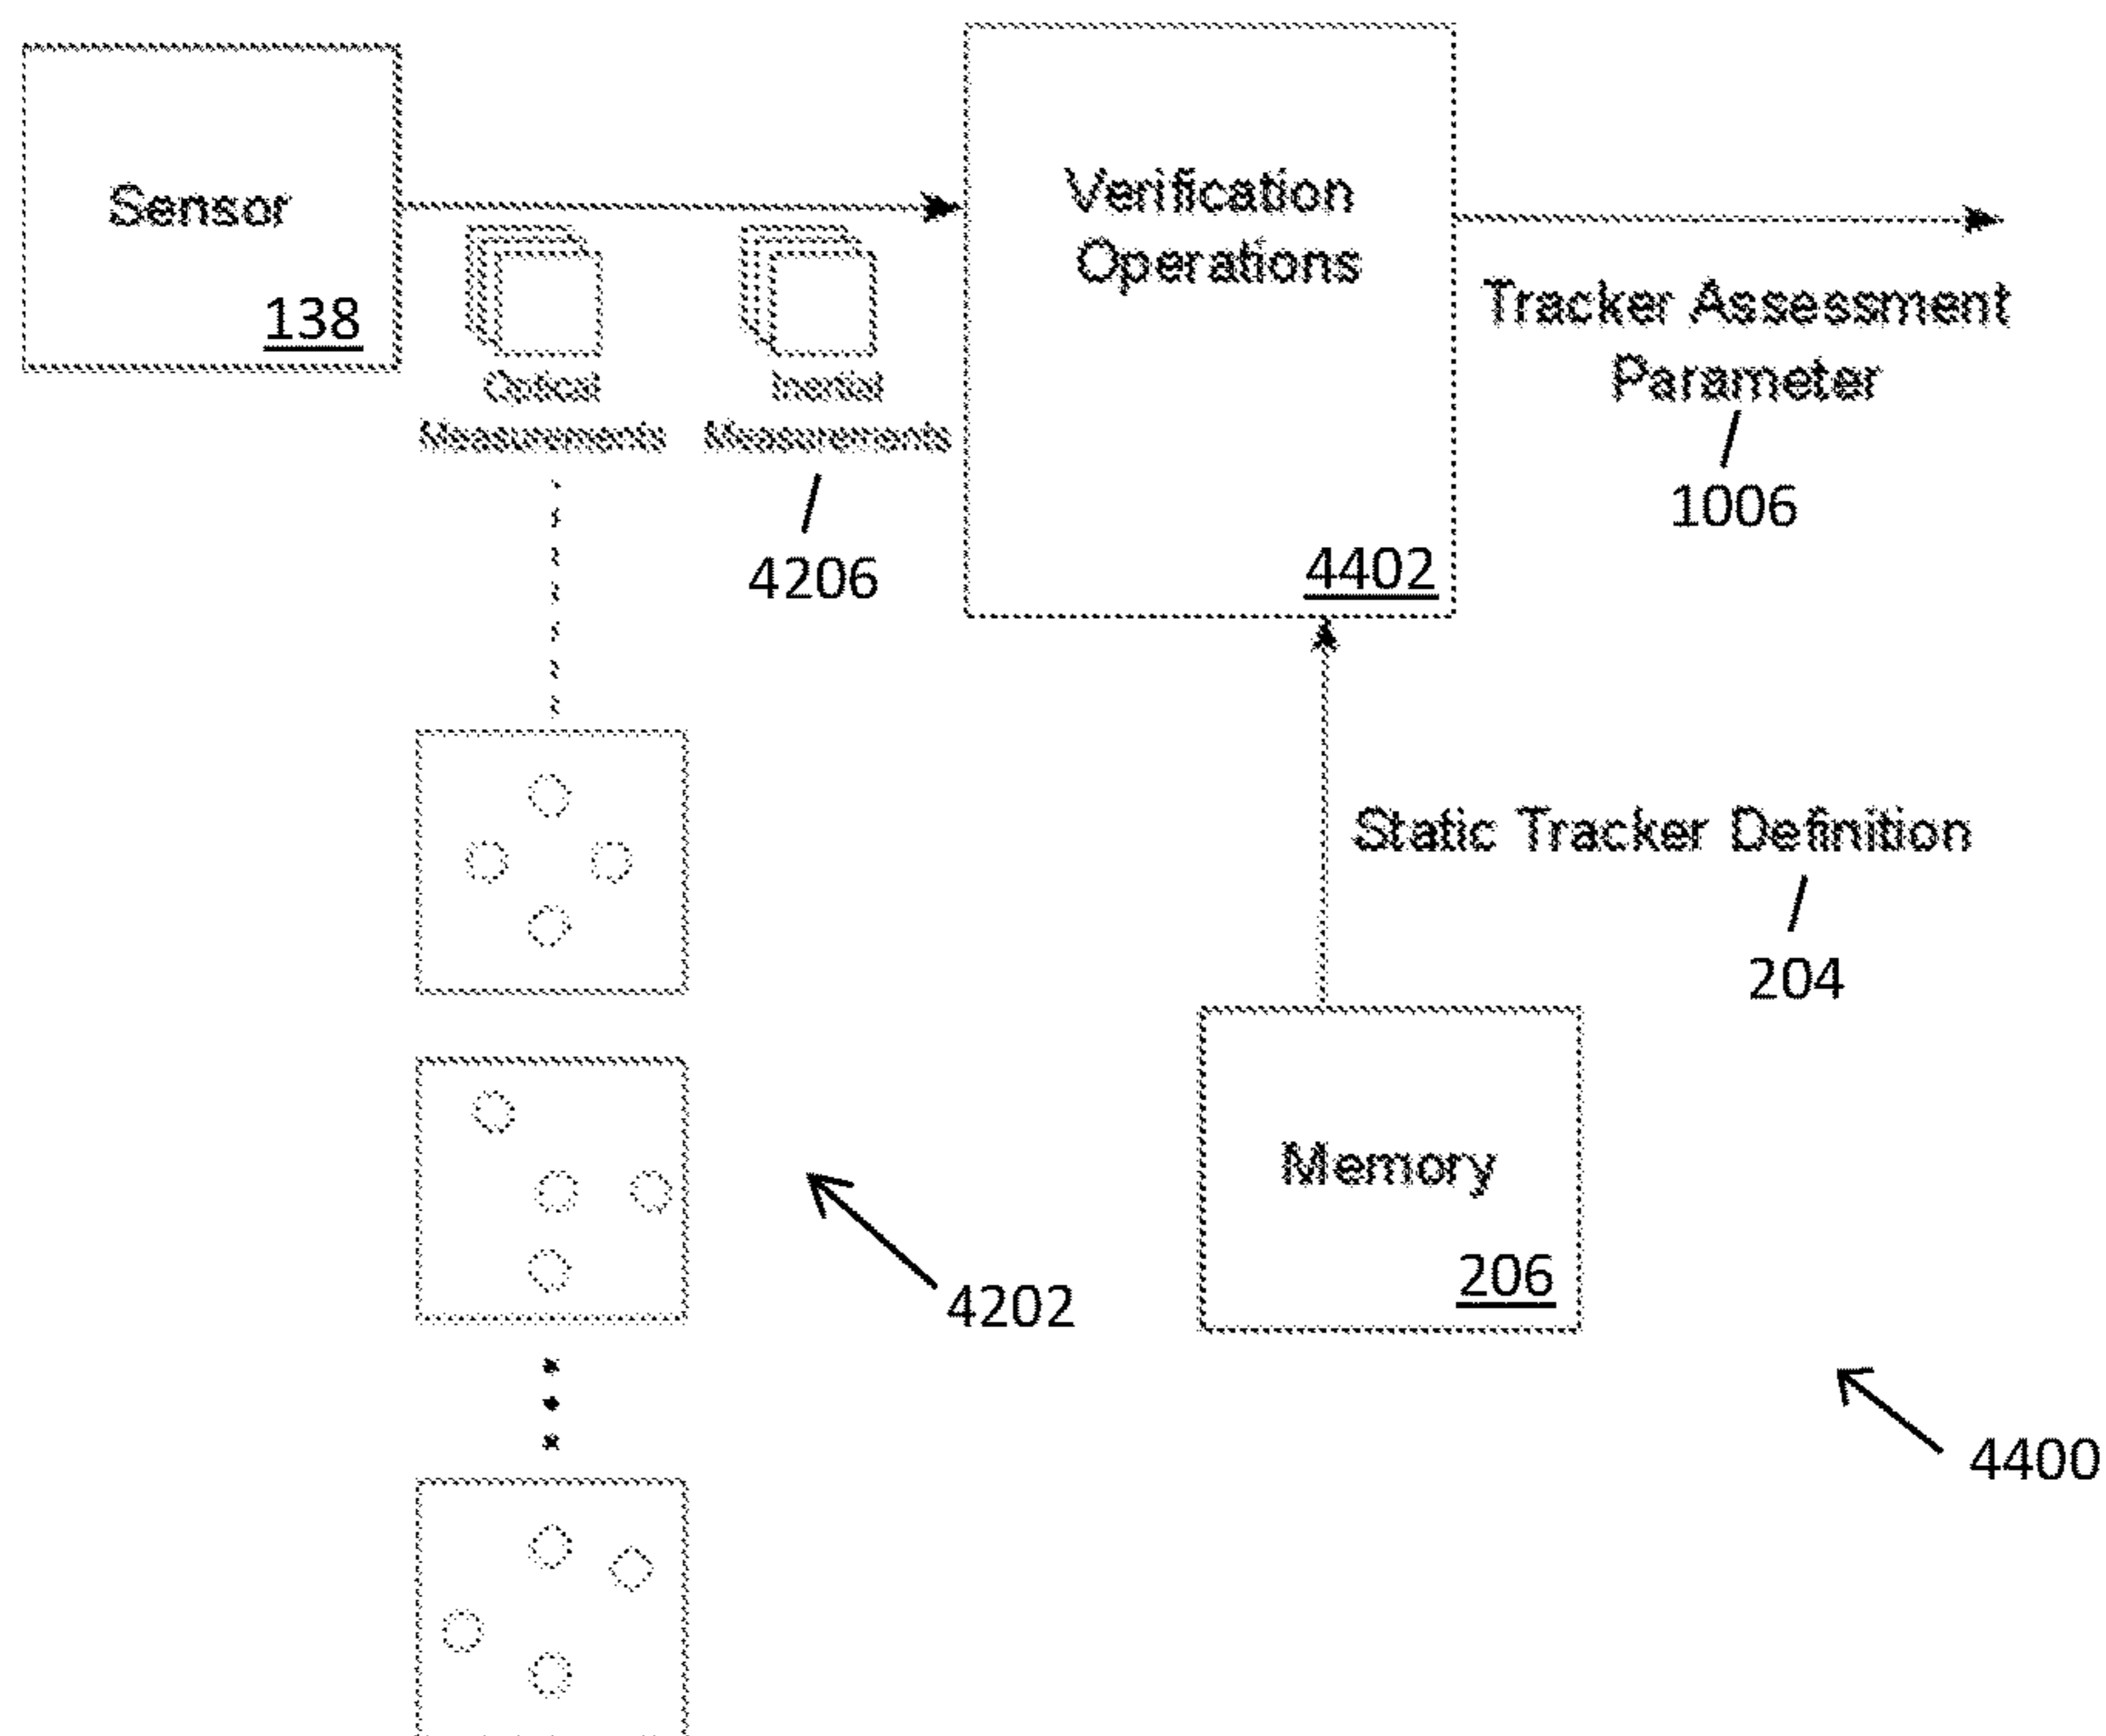 Sensor
138
Optical
Measurements
Inertial
Measurements
4206
Verification
Operations
4402
Tracker Assessment
Parameter
1006
Static Tracker Definition
204
Memory
206
4202
4400